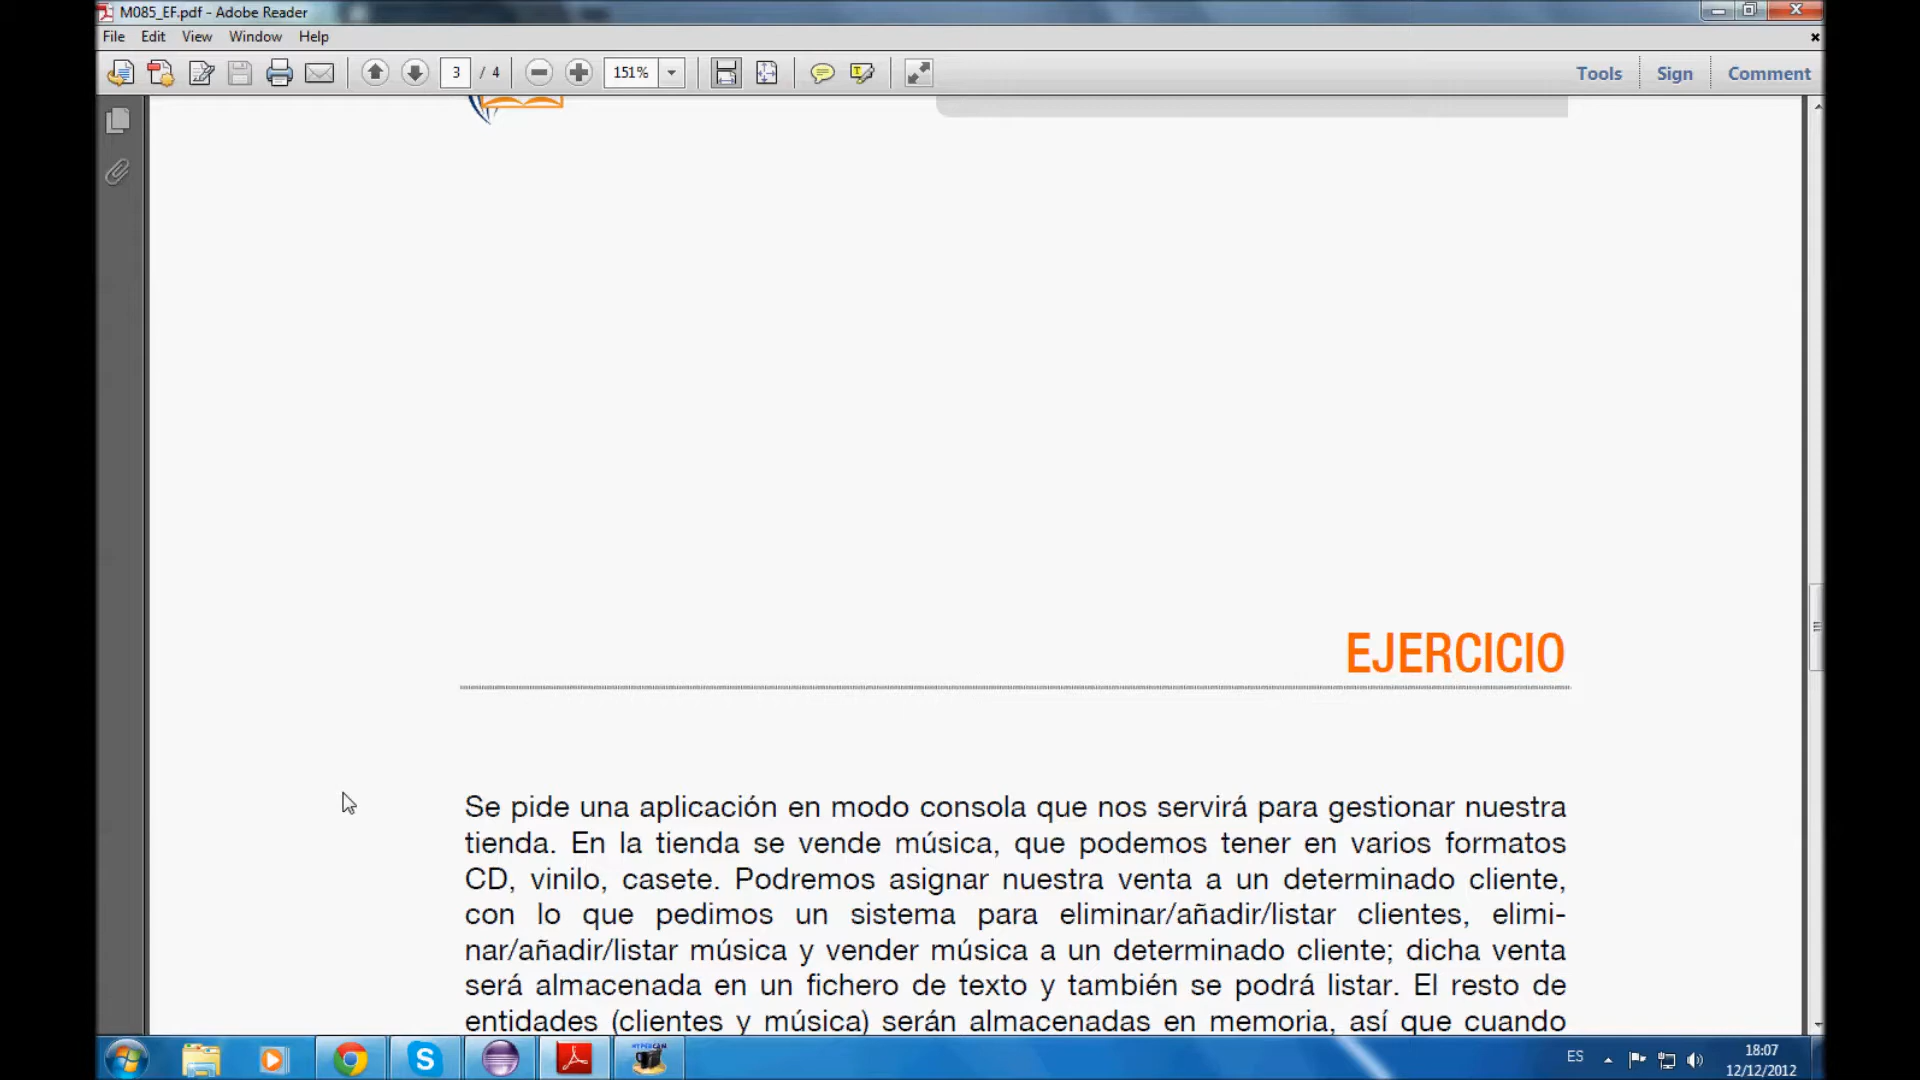 M085_EF.pdf - Adobe Reader
File Edit View Window Help
3 / 4 151% Tools Sign Comment
EJERCICIO
Se pide una aplicación en modo consola que nos servirá para gestionar nuestra
tienda. En la tienda se vende música, que podemos tener en varios formatos
CD, vinilo, casete. Podremos asignar nuestra venta a un determinado cliente,
con lo que pedimos un sistema para eliminar/añadir/listar clientes, elimi-
nar/añadir/listar música y vender música a un determinado cliente; dicha venta
será almacenada en un fichero de texto y también se podrá listar. El resto de
entidades (clientes y música) serán almacenadas en memoria, así que cuando
HYPERCAM
ES
18:07
12/12/2012